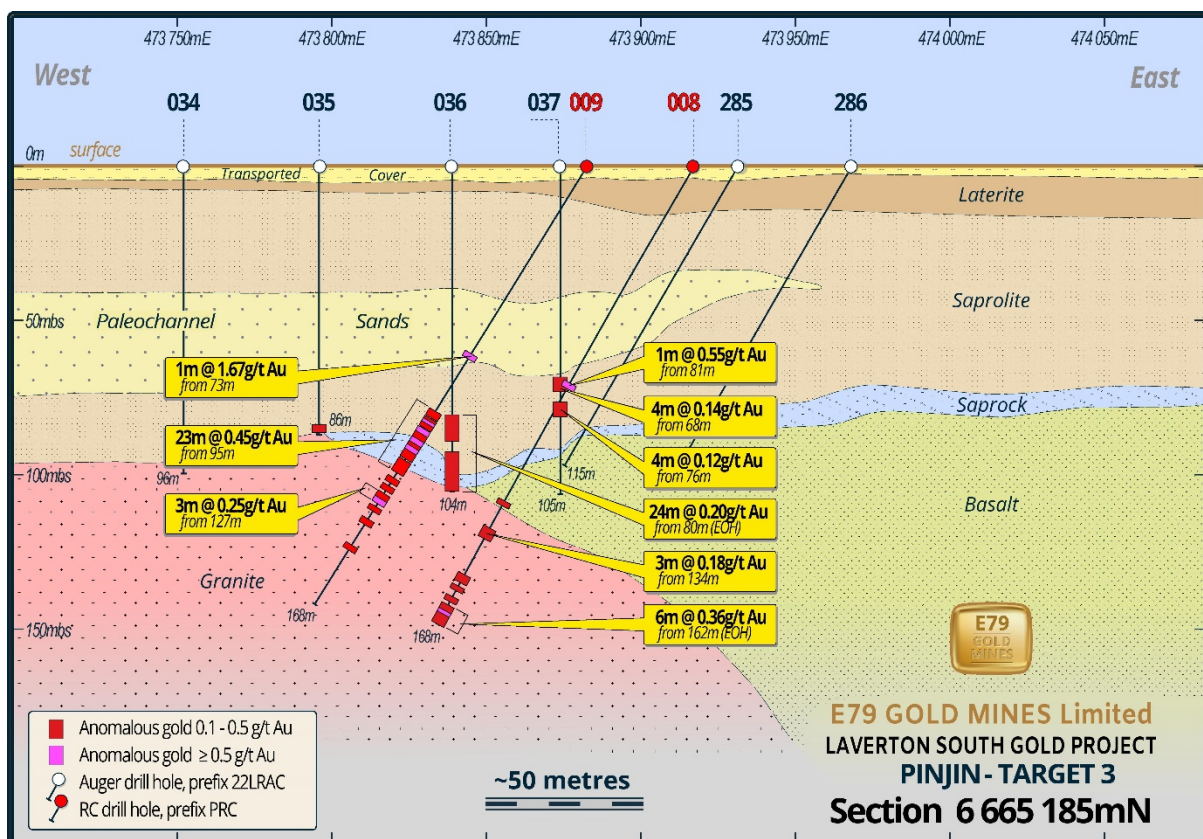 473 750mE 473 800mE 473 850mE 473 900mE 473 950mE 474 000mE 474 050mE
West East
034 035 036 037 009 008 285 286
0m surface
Transported Cover
Laterite
Paleochannel Sands
Saprolite
50mbs
1m @ 1.67g/t Au
from 73m
1m @ 0.55g/t Au
from 81m
4m @ 0.14g/t Au
from 68m
Saprock
86m
23m @ 0.45g/t Au
from 95m
4m @ 0.12g/t Au
from 76m
100mbs
96m
115m
104m
105m
3m @ 0.25g/t Au
from 127m
24m @ 0.20g/t Au
from 80m (EOH)
Basalt
3m @ 0.18g/t Au
from 134m
Granite
168m
6m @ 0.36g/t Au
from 162m (EOH)
168m
150mbs
E79
GOLD
MINES
Anomalous gold 0.1 - 0.5 g/t Au
Anomalous gold ≥ 0.5 g/t Au
Auger drill hole, prefix 22LRAC
RC drill hole, prefix PRC
~50 metres
E79 GOLD MINES Limited
LAVERTON SOUTH GOLD PROJECT
PINJIN - TARGET 3
Section 6 665 185mN